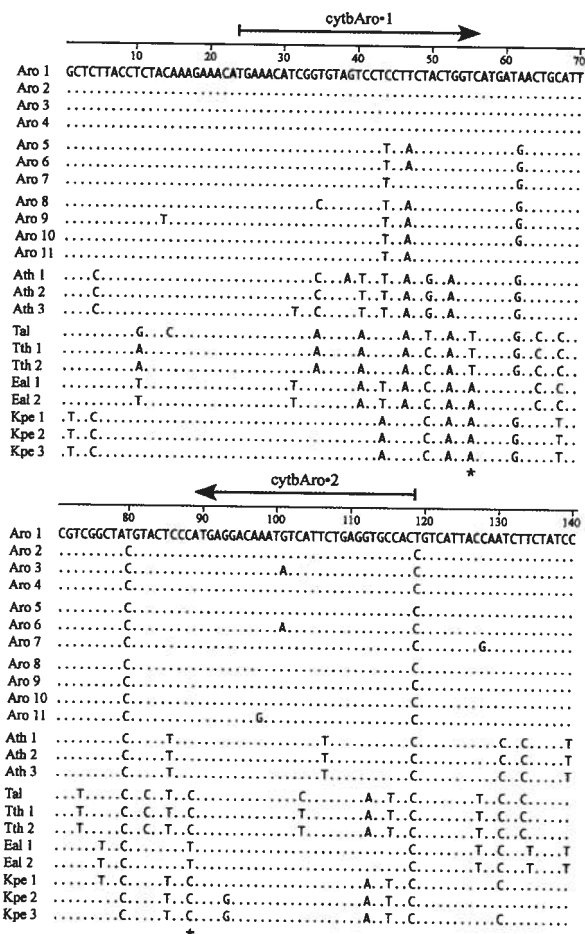 cytbAro•1
10 20 30 40 50 60 70
Aro 1 GCTCTTACCTCTACAAAGAAACATGAAACATCGGTGTAGTCCTCCTTCTACTGGTCATGATAACTGCATT
Aro 2 ......................................................................
Aro 3 ......................................................................
Aro 4 ......................................................................
Aro 5 ...........................................T..A..............G........
Aro 6 ...........................................T..A..............G........
Aro 7 ...........................................T.................G........
Aro 8 ..................................C........T..A..............G........
Aro 9 .............T.............................T..A..............G........
Aro 10 ...........................................T..A..............G........
Aro 11 ...........................................T..A.......................
Ath 1 ....C.............................C...A.T..T..A..G..A........G........
Ath 2 ....C.............................C.....T..T..A..G..A........G........
Ath 3 ....C..........................T..C.....T..T..A..G..A........G........
Tal ..........G...C...................A.....A.....A..T..A..T.....G..A..T..
Tth 1 ..........A.......................A.....A.....A..C..A..T.....G..C..T..
Tth 2 ..........A.......................A.....A.....A..C..A..T.....G..C..T..
Eal 1 ..........T....................T........A..T..A..C..A..A........C..C..
Eal 2 ..........T....................T........A..T..A..C..A..A........C..C..
Kpe 1 .T..C......................................A.....C..A..A.....G.....T..
Kpe 2 .T..C......................................A.....C..A..A.....G.....T..
Kpe 3 .T..C......................................A.....C..A..A.....G.....T..
*
cytbAro•2
80 90 100 110 120 130 140
Aro 1 CGTCGGCTATGTACTCCCATGAGGACAAATGTCATTCTGAGGTGCCACTGTCATTACCAATCTTCTATCC
Aro 2 .........C......................................C.....................
Aro 3 .........C....................A.................C.....................
Aro 4 .........C......................................C.....................
Aro 5 .........C......................................C.....................
Aro 6 .........C....................A.................C.....................
Aro 7 .........C......................................C........G............
Aro 8 .........C......................................C.....................
Aro 9 .........C......................................C.....................
Aro 10 .........C......................................C.....................
Aro 11 .........C.................G....................C.....................
Ath 1 .........C.....T....................T...........C...........C..C.....T
Ath 2 .........C.....T....................T...........C...........C..C.....T
Ath 3 .........C.....T....................T...........C...........C..C.....T
Tal ...T.....C..C..T..C..............C........A..T..C........T..C..C......
Tth 1 ...T.....C..C..T..C..............T........A..T..C........T..C..C......
Tth 2 ...T.....C..C..T..C..............T........A..T..C........T..C..C......
Eal 1 ......T..C........T.............................C........T..C..T.....T
Eal 2 ......T..C........T.............................C........T..C..T.....T
Kpe 1 ......T..C.....T..C.......................A..T..C...........C.........
Kpe 2 .........C.....T..C....G..................A..T..C.....................
Kpe 3 .........C.....T..C....G..................A..T..C...........C.........
*